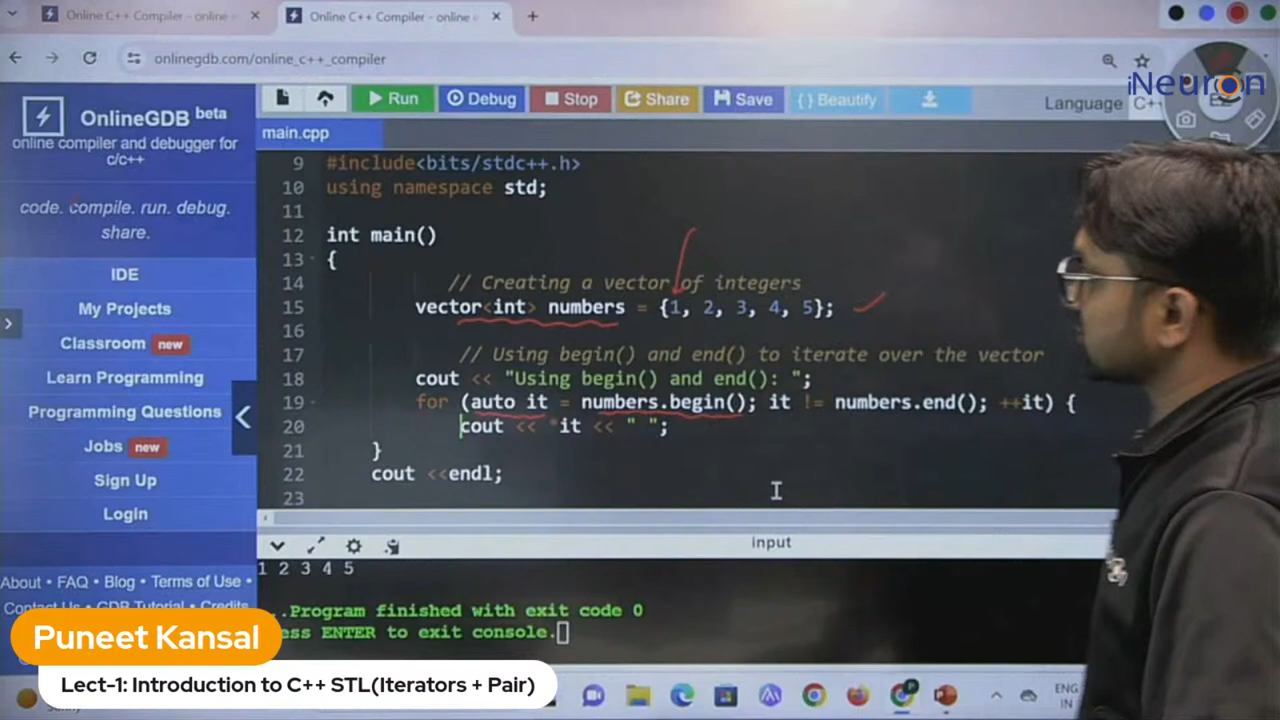 Online C++ Compiler - online
Online C++ Compiler - online e
onlinegdb.com/online_c++_compiler
iNeuron
OnlineGDB beta
online compiler and debugger for
c/c++
code. compile. run. debug.
share.
IDE
My Projects
Classroom new
Learn Programming
Programming Questions
Jobs new
Sign Up
Login
About • FAQ • Blog • Terms of Use •
Contact Us • GDB Tutorial • Credits
Run Debug Stop Share Save { } Beautify
Language C++
main.cpp
9 #include<bits/stdc++.h>
10 using namespace std;
11
12 int main()
13 {
14 // Creating a vector of integers
15 vector<int> numbers = {1, 2, 3, 4, 5};
16
17 // Using begin() and end() to iterate over the vector
18 cout << "Using begin() and end(): ";
19 for (auto it = numbers.begin(); it != numbers.end(); ++it) {
20 cout << *it << " ";
21 }
22 cout <<endl;
23
input
1 2 3 4 5
..Program finished with exit code 0
ess ENTER to exit console.
Puneet Kansal
Lect-1: Introduction to C++ STL(Iterators + Pair)
ENG
IN